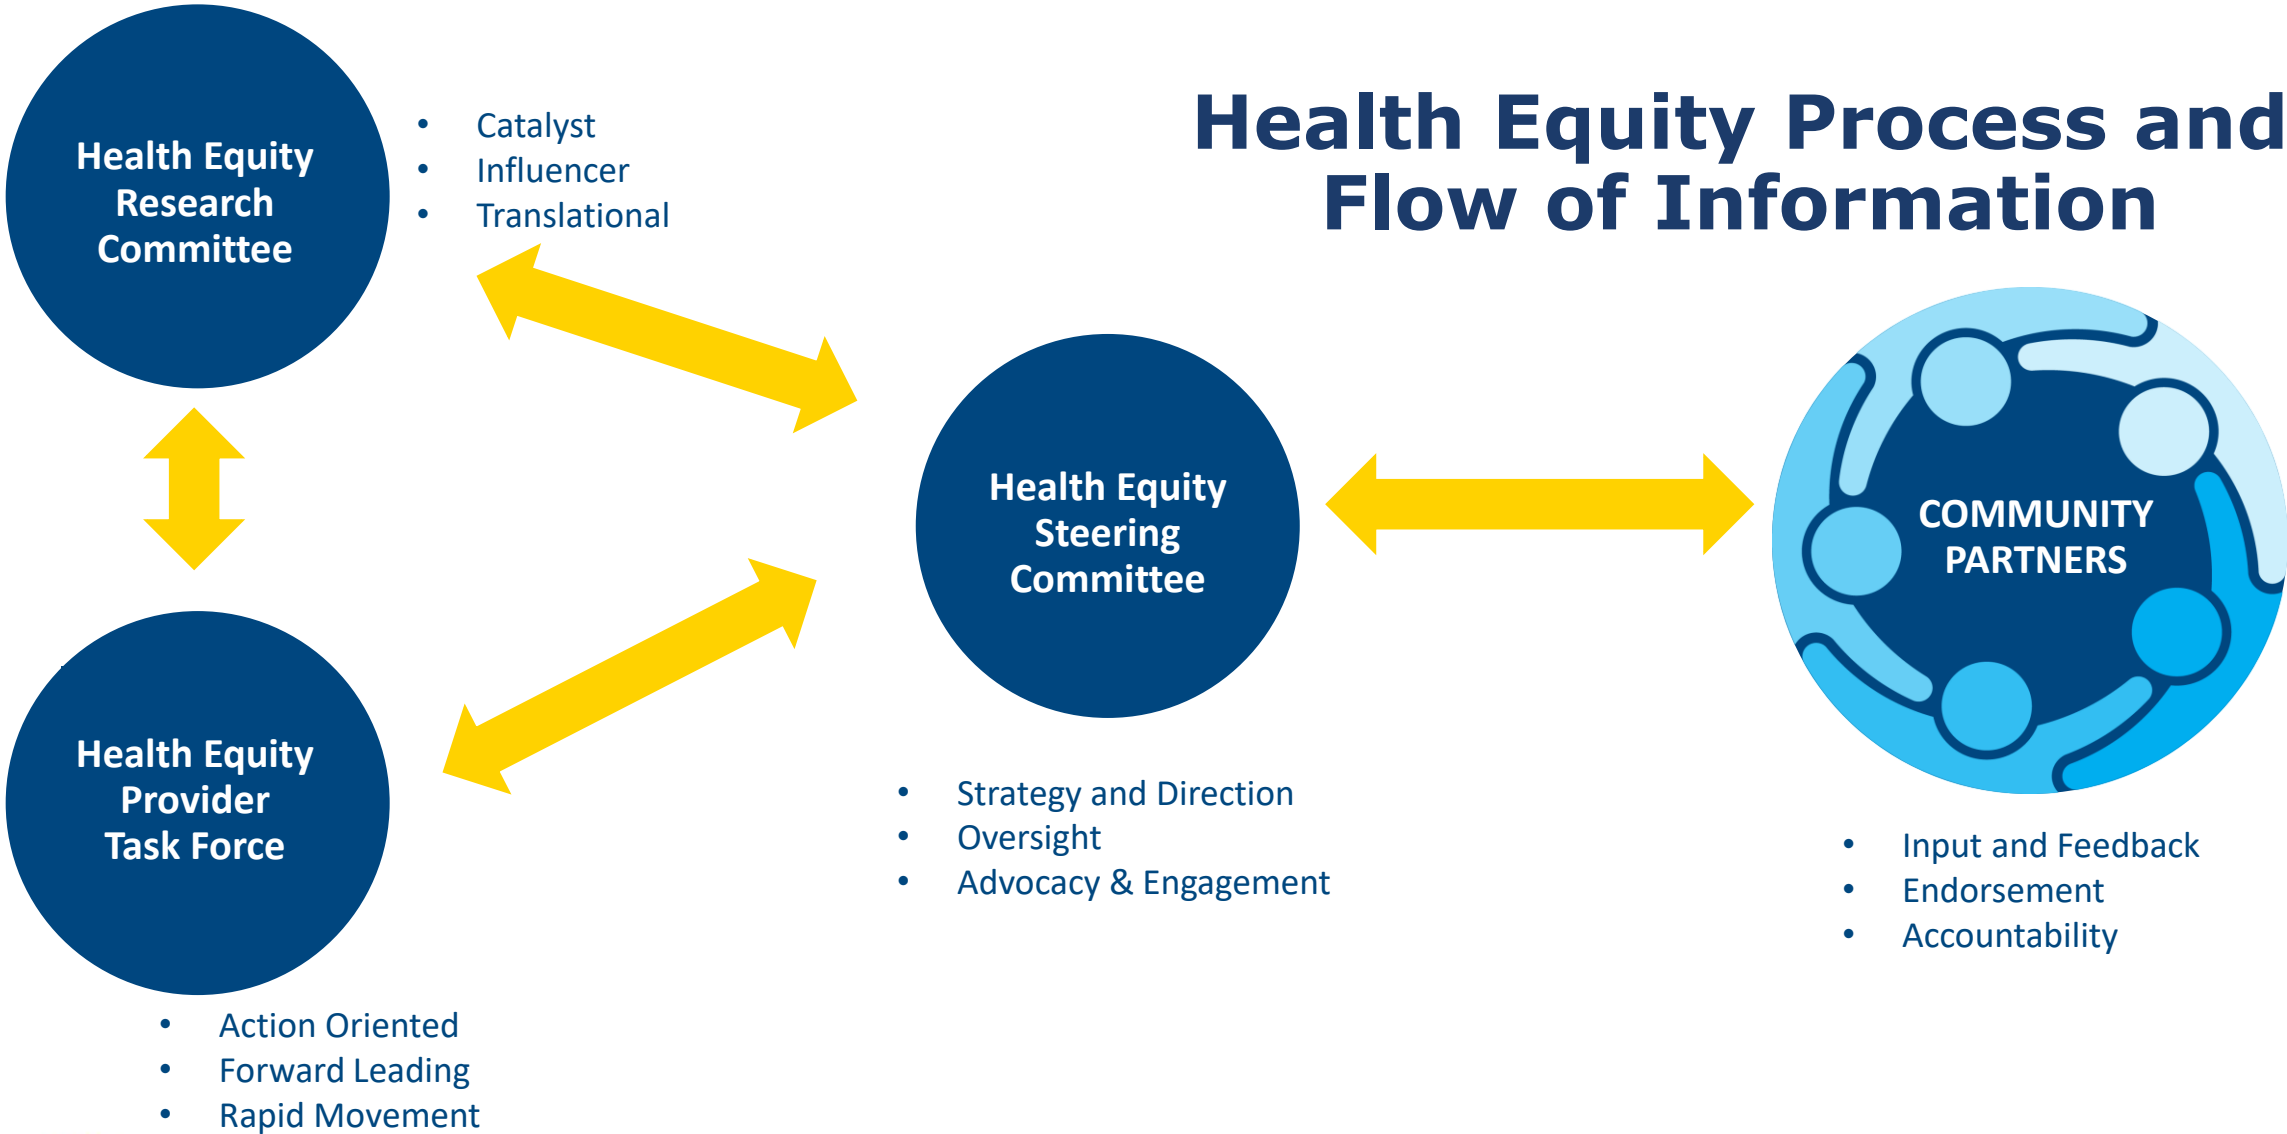 Health Equity Process and
Flow of Information
Health Equity
Research
Committee
• Catalyst
• Influencer
• Translational
Health Equity
Steering
Committee
• Strategy and Direction
• Oversight
• Advocacy & Engagement
COMMUNITY
PARTNERS
• Input and Feedback
• Endorsement
• Accountability
Health Equity
Provider
Task Force
• Action Oriented
• Forward Leading
• Rapid Movement